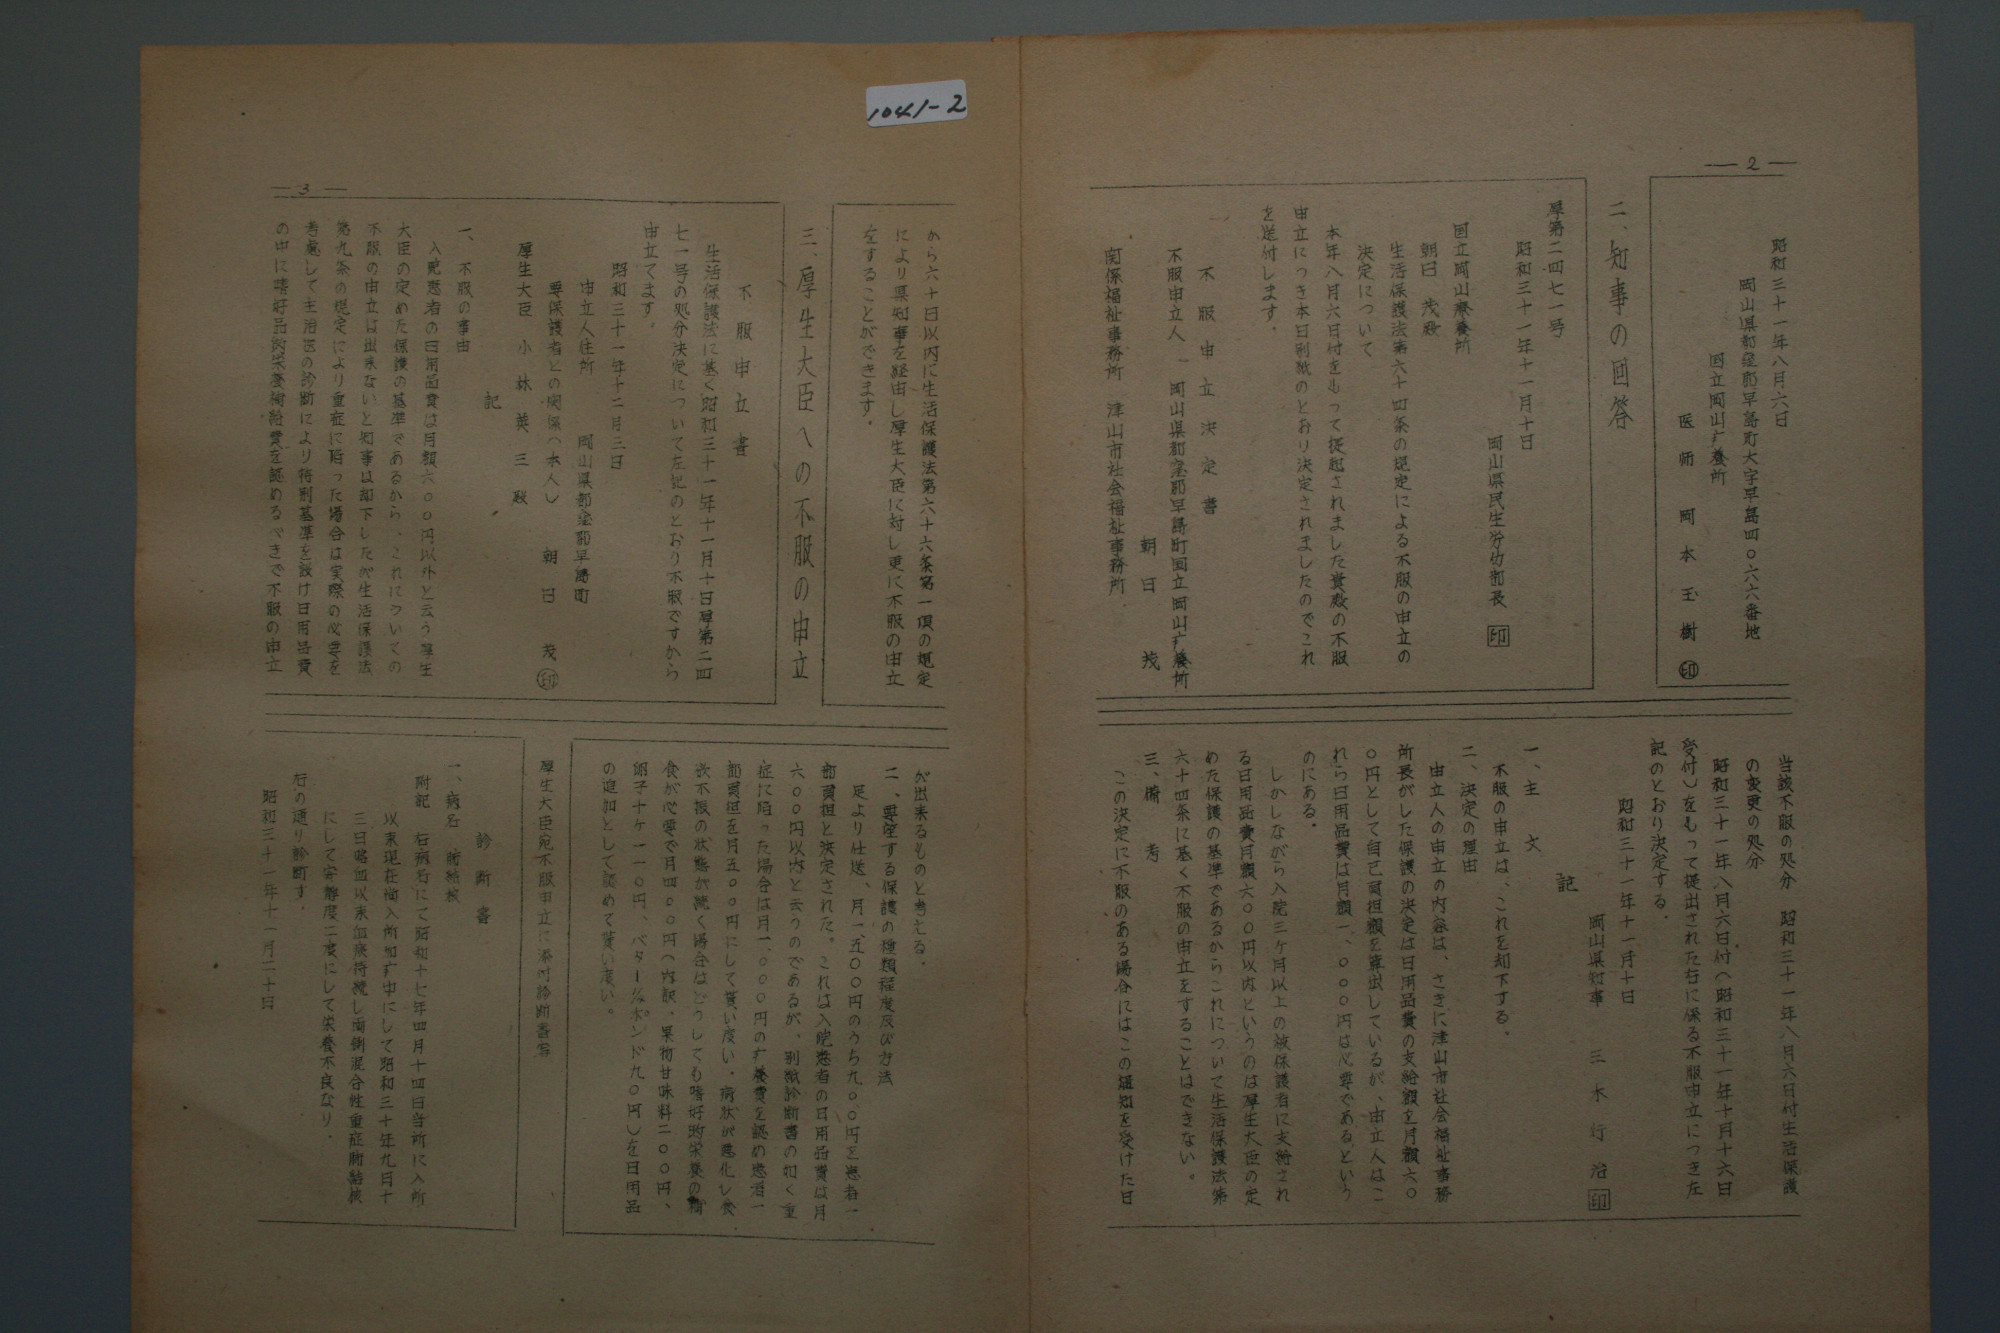 1041-2
― 2 ―
昭和三十一年八月六日
岡山県都窪郡早島町大字早島四〇六六番地
国立岡山疒養所
医師 岡本玉樹 ㊞
二、知事の回答
厚第二四七一号
昭和三十一年十一月十日
岡山県民生労仂部長 印
国立岡山療養所
朝日 茂殿
生活保護法第六十四条の規定による不服の申立の
決定について
本年八月六日付をもって提起されました貴殿の不服
申立につき本日別紙のとおり決定されましたのでこれ
を送付します。
不服申立決定書
不服申立人 岡山県都窪郡早島町国立岡山疒養所
朝日 茂
関係福祉事務所 津山市社会福祉事務所
当該不服の処分 昭和三十一年八月六日付生活保護
の変更の処分
昭和三十一年八月六日付(昭和三十一年十月十六日
受付)をもって提出された右に係る不服申立につき左
記のとおり決定する。
昭和三十一年十一月十日
岡山県知事 三木行治 印
記
一、主文
不服の申立は、これを却下する。
二、決定の理由
申立人の申立の内容は、さきに津山市社会福祉事務
所長がした保護の決定は日用品費の支給額を月額六〇
〇円として自己負担額を算出しているが、申立人はこ
れら日用品費は月額一、〇〇〇円は必要であるという
のにある。
しかしながら入院三ヶ月以上の被保護者に支給され
る日用品費月額六〇〇円以内というのは厚生大臣の定
めた保護の基準であるからこれについて生活保護法第
六十四条に基く不服の申立をすることはできない。
三、備考
この決定に不服のある場合にはこの通知を受けた日
― 3 ―
から六十日以内に生活保護法第六十六条第一項の規定
により県知事を経由し厚生大臣に対し更に不服の申立
をすることができます。
三、厚生大臣への不服の申立
不服申立書
生活保護法に基く昭和三十一年十一月十日厚第二四
七一号の処分決定について左記のとおり不服ですから
申立てます。
昭和三十一年十二月三日
申立人住所 岡山県都窪郡早島町
要保護者との関係(本人) 朝日 茂 ㊞
厚生大臣 小林英三殿
記
一、不服の事由
入院患者の日用品費は月額六〇〇円以外と云う厚生
大臣の定めた保護の基準であるから、これについての
不服の申立は出来ないと知事は却下したが生活保護法
第九条の規定により重症に陥った場合は実際の必要を
考慮して主治医の診断により特別基準を設け日用品費
の中に嗜好品的栄養補給費を認めるべきで不服の申立
が出来るものと考える。
二、要望する保護の種類程度及び方法
兄より仕送、月一、五〇〇円のうち九〇〇円を患者一
部負担と決定された。これは入院患者の日用品費は月
六〇〇円以内と云うのであるが、別紙診断書の如く重
症に陥った場合は月一、〇〇〇円の疒養費を認め患者一
部負担を月五〇〇円にして貰い度い。病状が悪化し食
欲不振の状態が続く場合はどうしても嗜好的栄養の補
食が必要で月四〇〇円(内訳、果物甘味料二〇〇円、
卵子十ケ一一〇円、バター¼ポンド九〇円)を日用品
の追加として認めて貰い度い。
厚生大臣宛不服申立に添付診断書写
診断書
一、病名 肺結核
附記 右病名にて昭和十七年四月十四日当所に入所
以来現在尚入所加疒中にして昭和三十年九月十
三日喀血以来血痰持続し両側混合性重症肺結核
にして安静度二度にして栄養不良なり。
右の通り診断す。
昭和三十一年十一月二十日